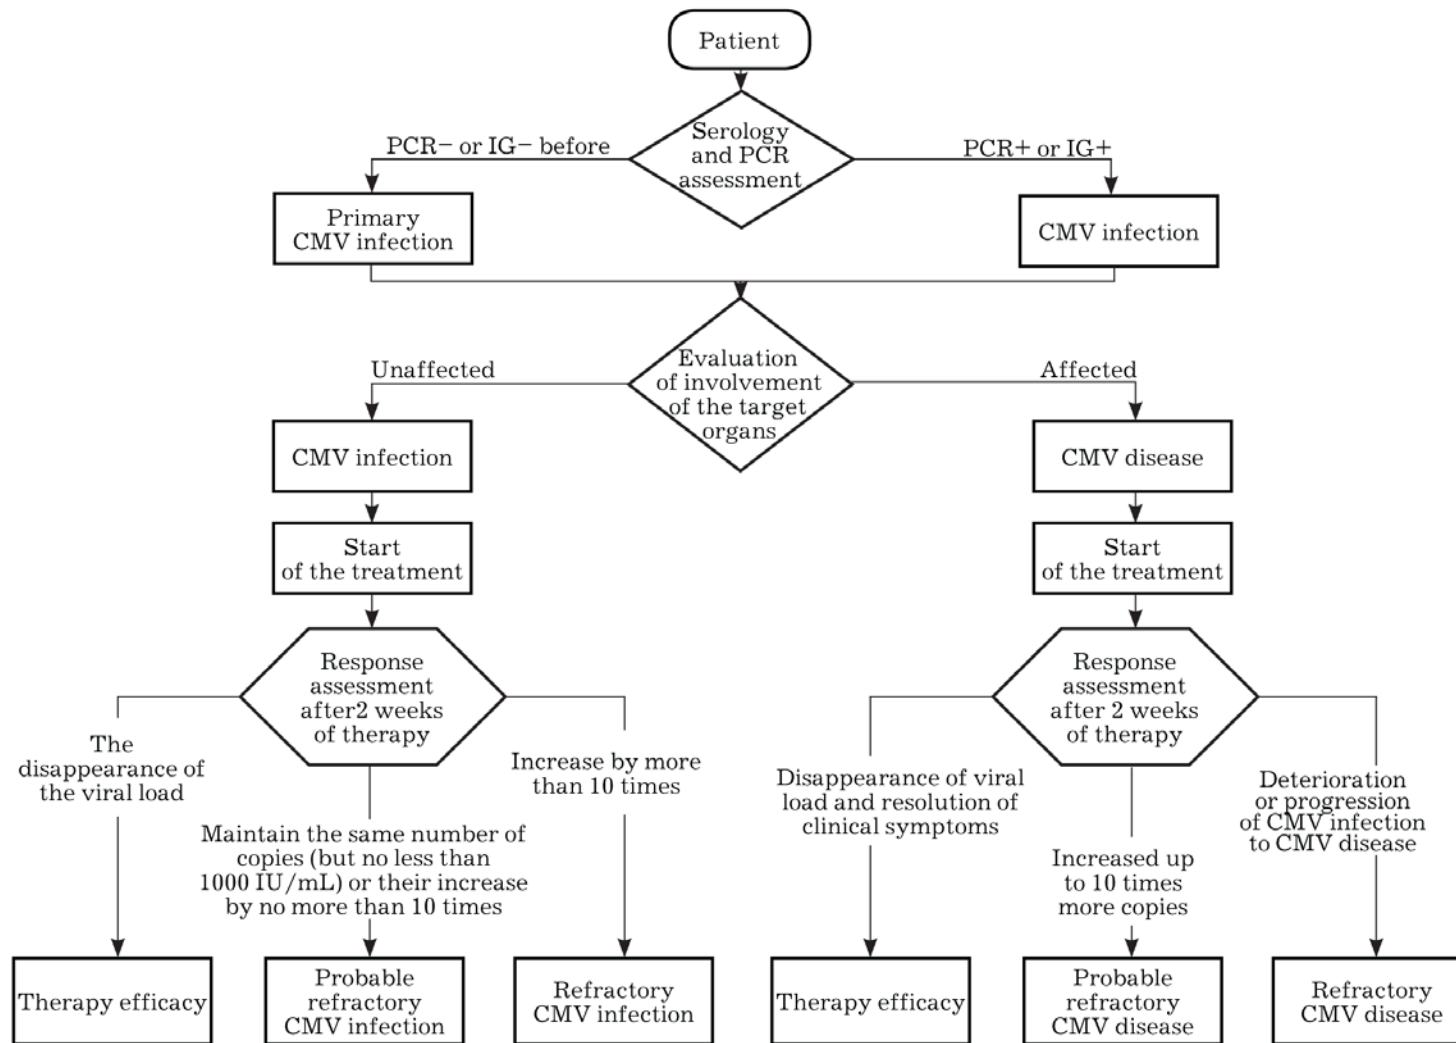 Patient
Serology
and PCR
assessment
PCR− or IG− before
PCR+ or IG+
Primary
CMV infection
CMV infection
Evaluation
of involvement
of the target
organs
Unaffected
Affected
CMV infection
CMV disease
Start
of the treatment
Start
of the treatment
Response
assessment
after2 weeks
of therapy
Response
assessment
after 2 weeks
of therapy
The
disappearance of
the viral load
Maintain the same number of
copies (but no less than
1000 IU/mL) or their increase
by no more than 10 times
Increase by more
than 10 times
Disappearance of viral
load and resolution of
clinical symptoms
Increased up
to 10 times
more copies
Deterioration
or progression
of CMV infection
to CMV disease
Therapy efficacy
Probable
refractory
CMV infection
Refractory
CMV infection
Therapy efficacy
Probable
refractory
CMV disease
Refractory
CMV disease